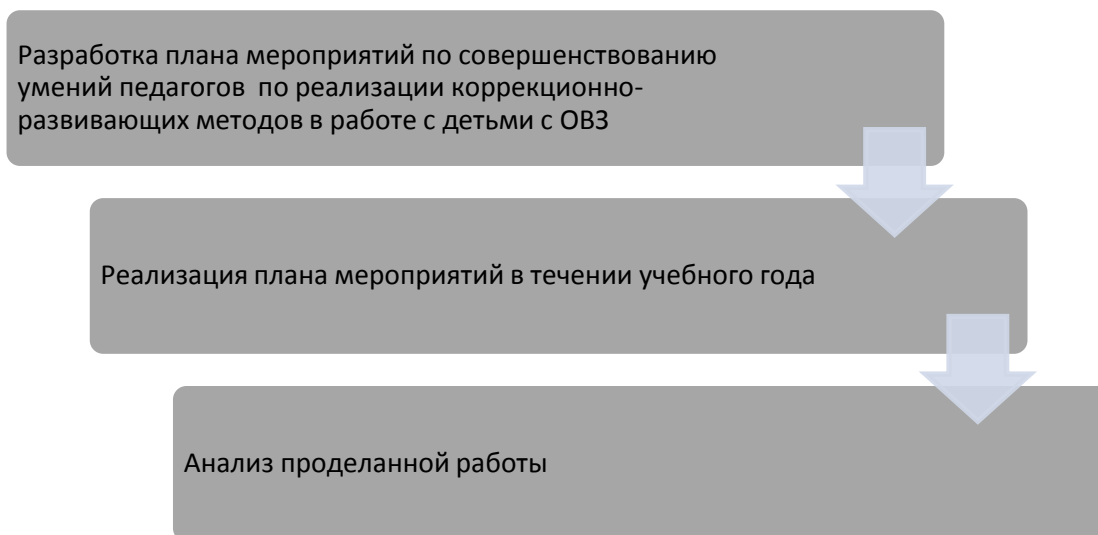 Разработка плана мероприятий по совершенствованию
умений педагогов  по реализации коррекционно-
развивающих методов в работе с детьми с ОВЗ
Реализация плана мероприятий в течении учебного года
Анализ проделанной работы